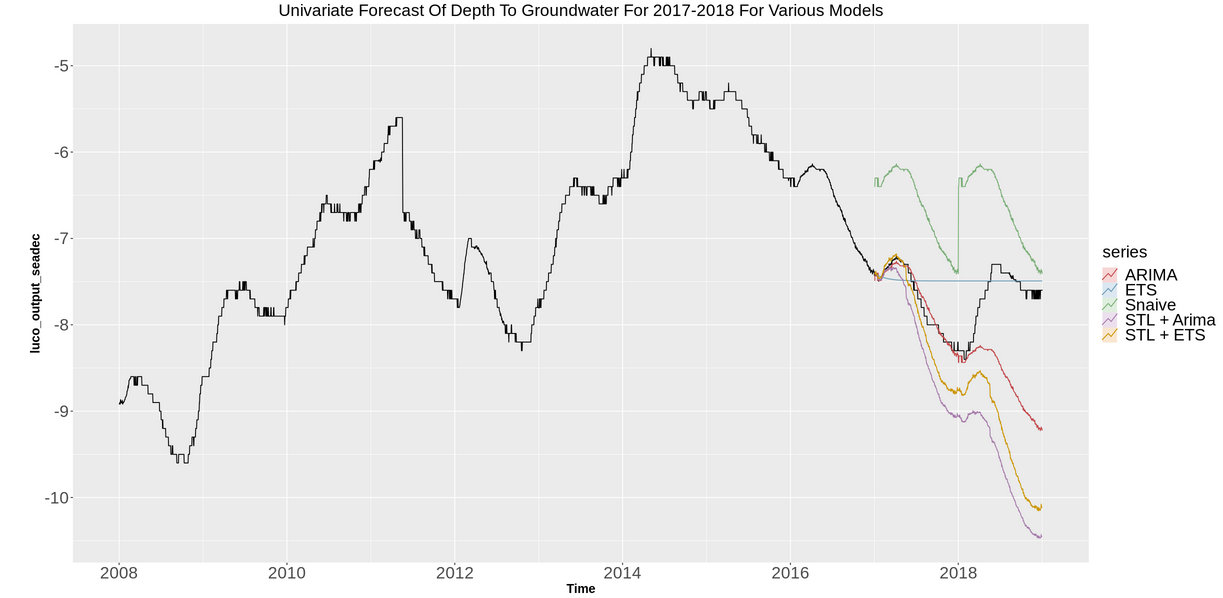 Univariate Forecast Of Depth To Groundwater For 2017-2018 For Various Models
-5
-6
-7
-8
-9
-10
luco_output_seadec
2008 2010 2012 2014 2016 2018
Time
series
ARIMA
ETS
Snaive
STL + Arima
STL + ETS